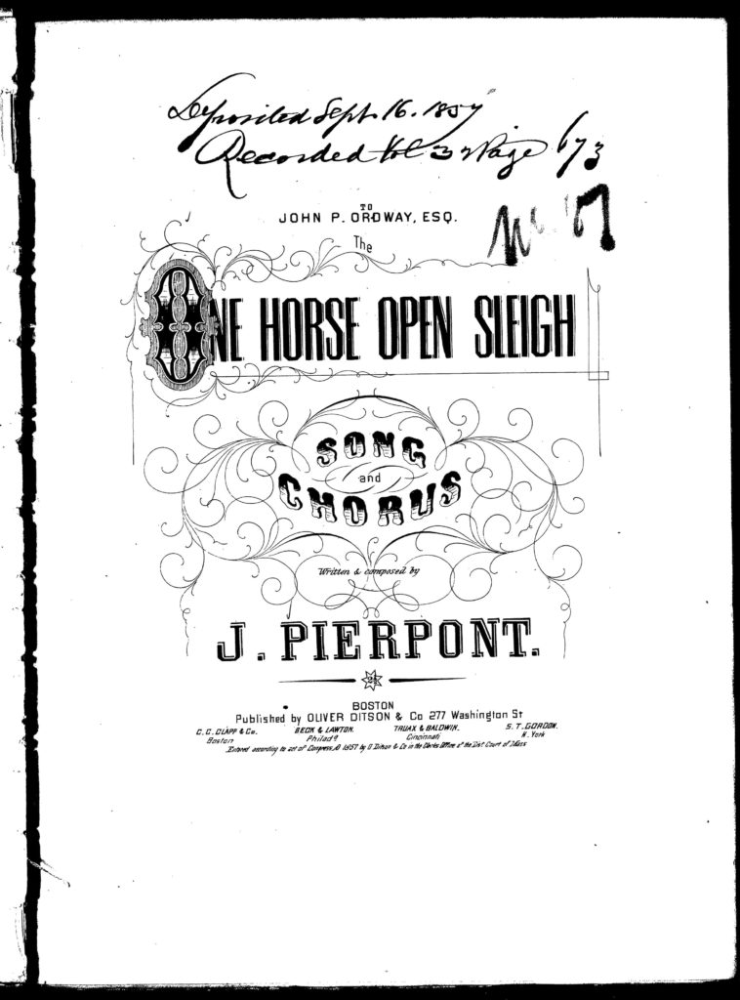 Deposited Sept. 16. 1857
Recorded Vol 32 Page 673
TO
JOHN P. ORDWAY, ESQ.
The
ONE HORSE OPEN SLEIGH
SONG
and
CHORUS
Written & composed by
J. PIERPONT.
BOSTON
Published by OLIVER DITSON & Co 277 Washington St
C. C. CLAPP & Co. BECK & LAWTON. TRUAX & BALDWIN. S. T. GORDON.
Boston Philad.ª Cincinnati N. York
Entered according to act of Congress, AD 1857 by O Ditson & Co in the Clerks Office of the Dist Court of Mass